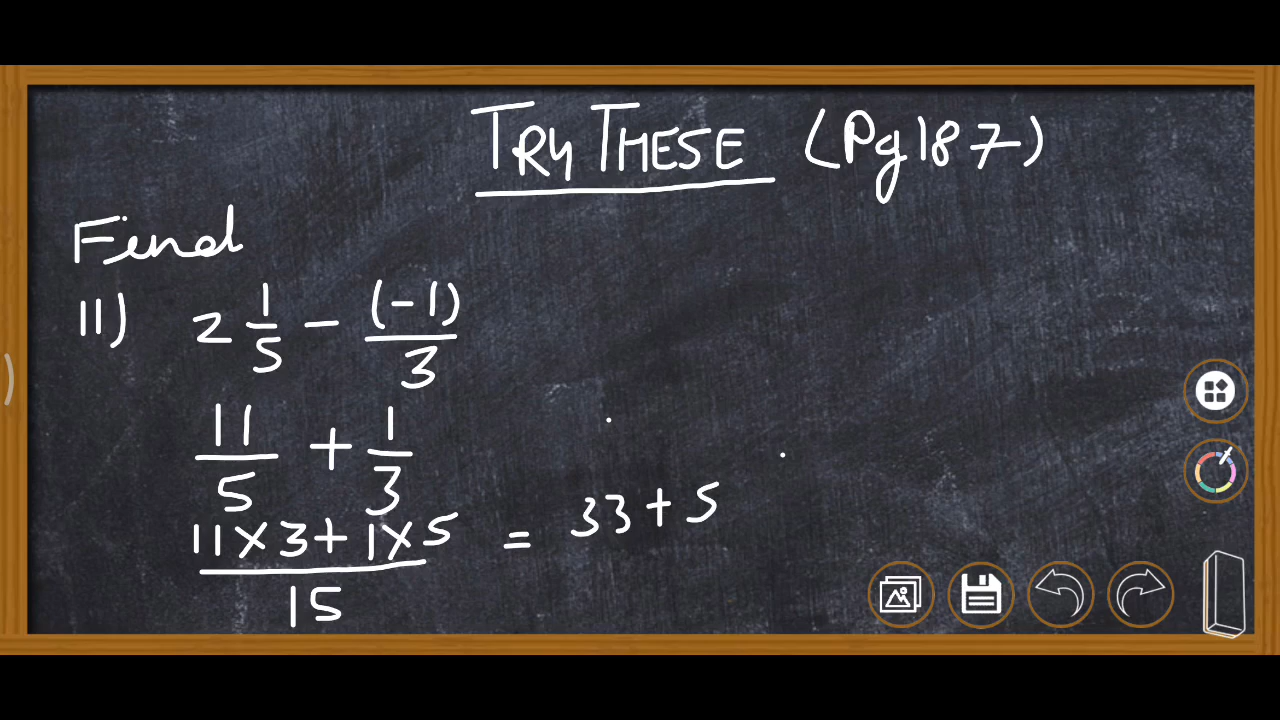 TRY THESE (Pg 187)
Find
11) 2 1/5 - (-1)/3
11/5 + 1/3
11 X 3 + 1 X 5 / 15 = 33 + 5